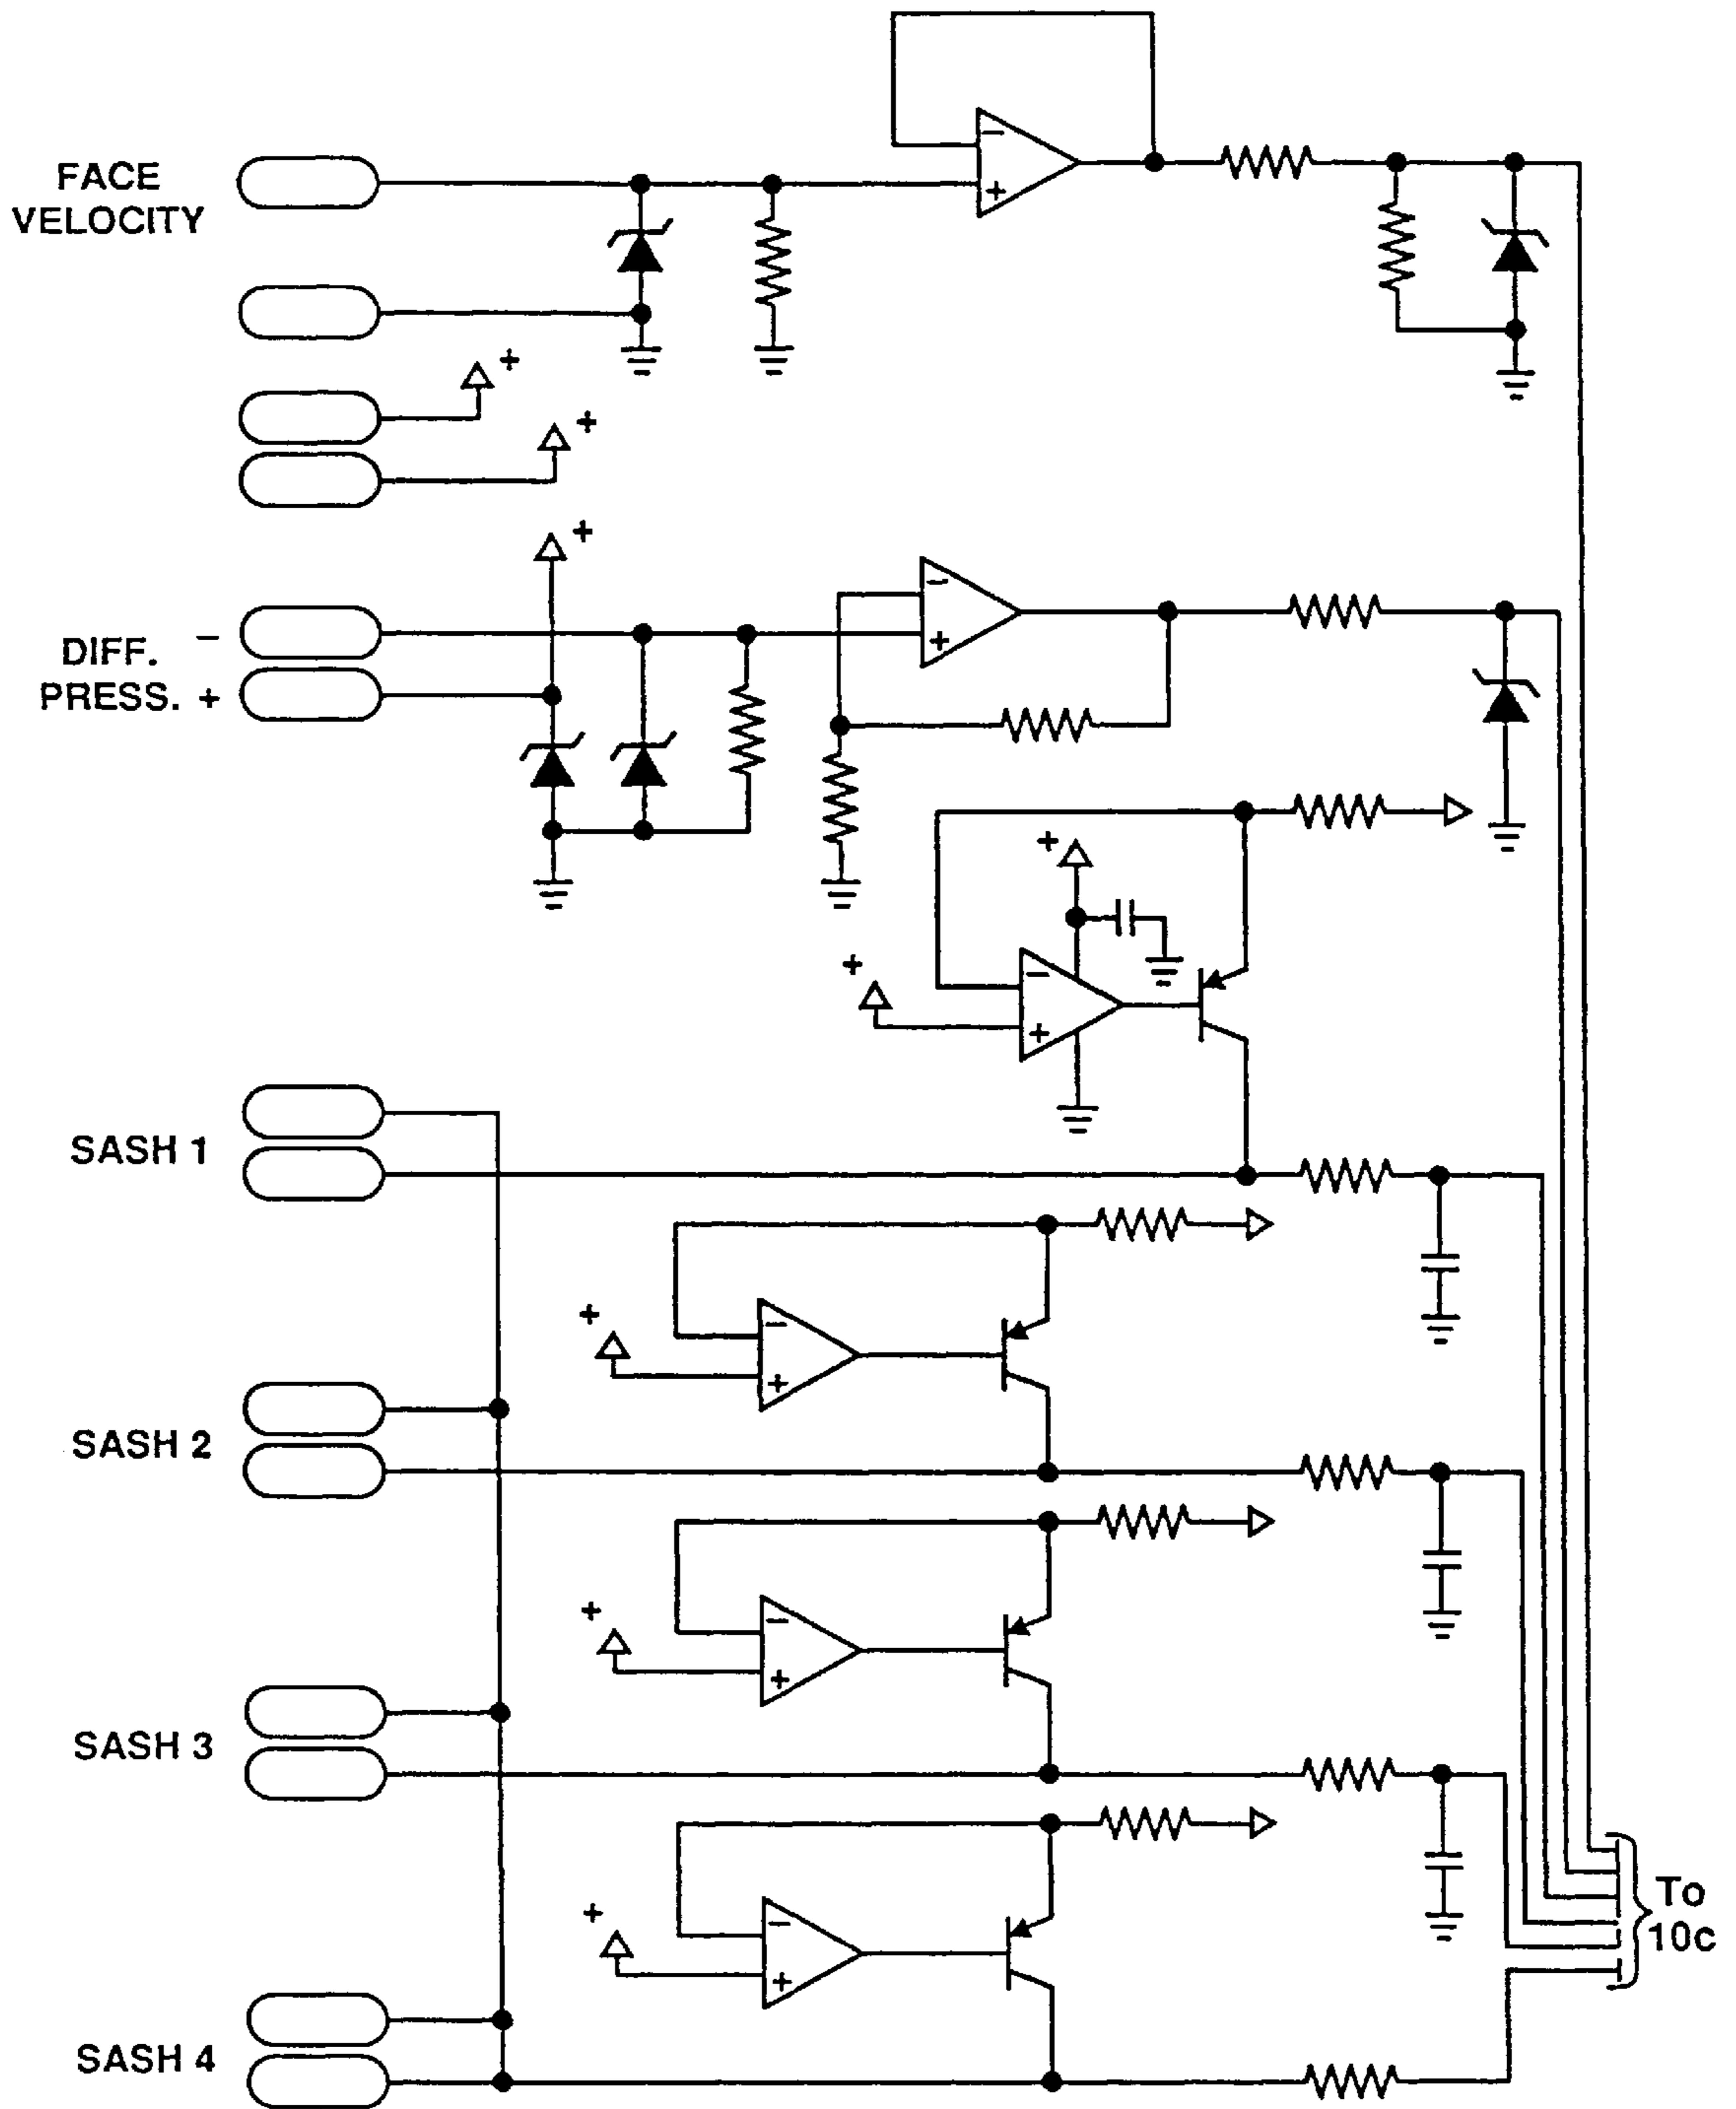 FACE
VELOCITY
+
+
+
DIFF. −
PRESS. +
−
+
−
+
+
+
−
+
SASH 1
+
−
+
SASH 2
+
−
+
SASH 3
+
−
+
SASH 4
To
10c